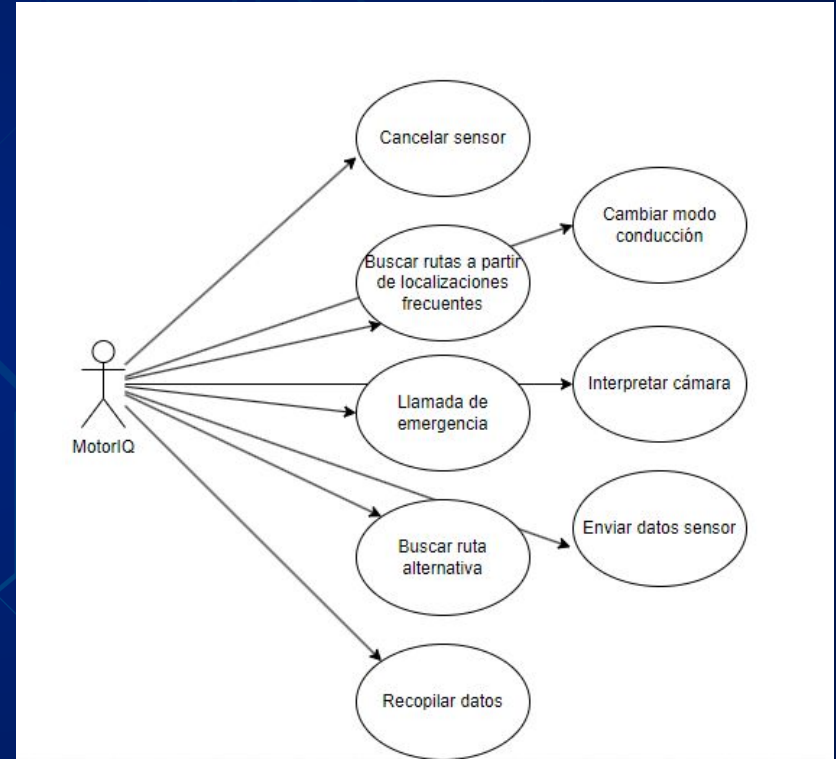 Cancelar sensor
Cambiar modo
conducción
Buscar rutas a partir
de localizaciones
frecuentes
Interpretar cámara
Llamada de
emergencia
MotorIQ
Enviar datos sensor
Buscar ruta
alternativa
Recopilar datos